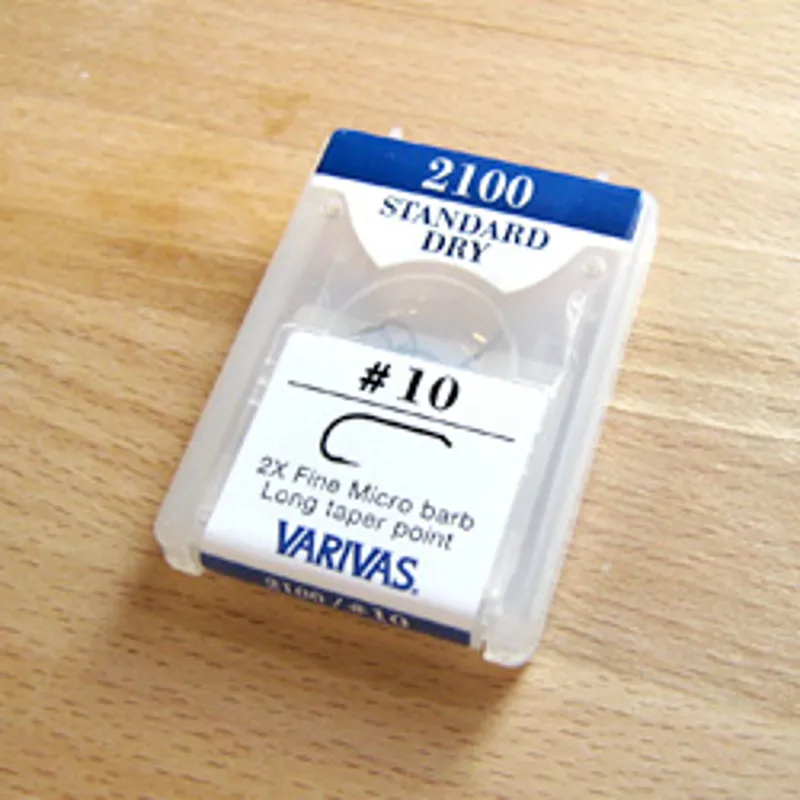 2100
STANDARD
DRY
#10
2X Fine Micro barb
Long taper point
VARIVAS®
2100/#10